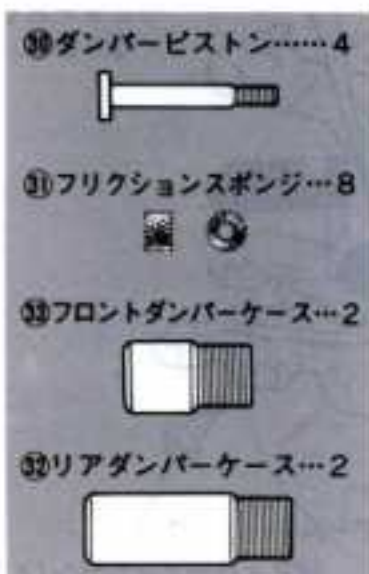 ㉚ダンパーピストン……4
㉛フリクションスポンジ…8
㉝フロントダンパーケース…2
㉜リアダンパーケース…2